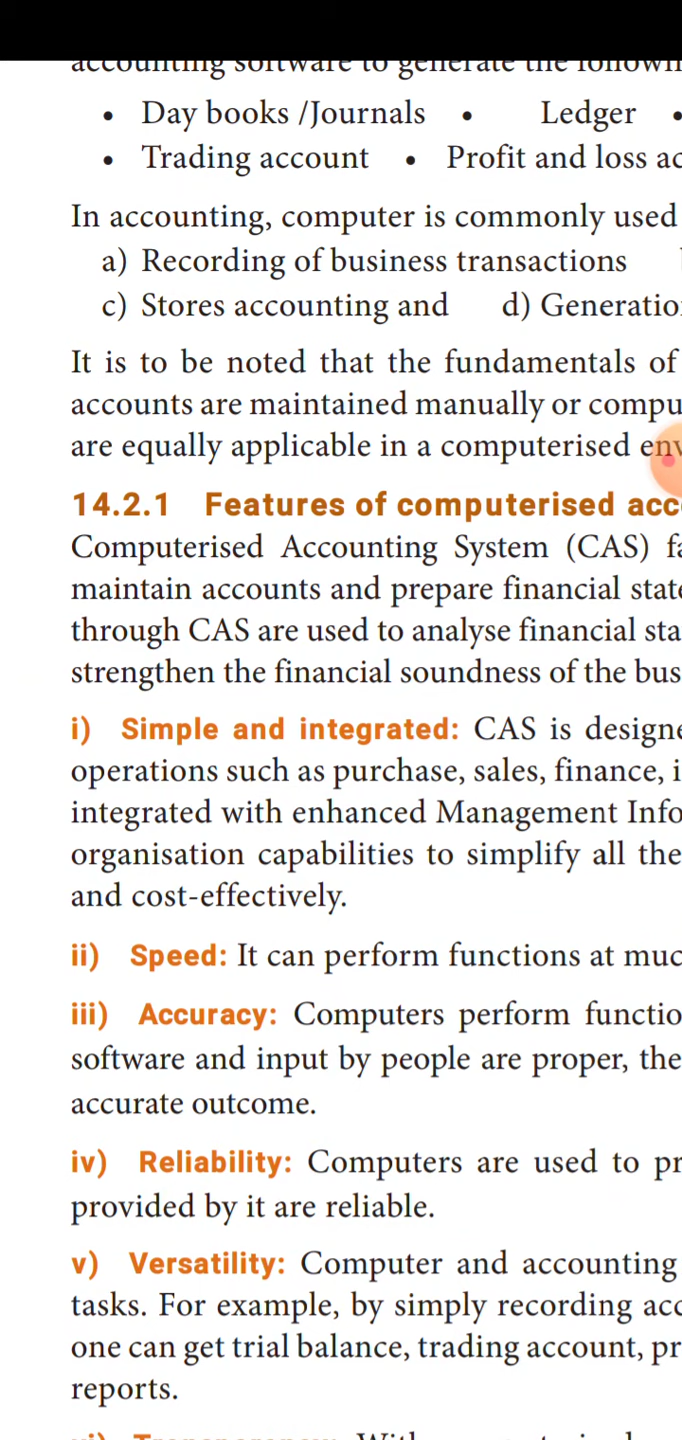 accounting software to generate the
• Day books /Journals • Ledger •
• Trading account • Profit and loss
In accounting, computer is commonly used
a) Recording of business transactions
c) Stores accounting and d)
It is to be noted that the fundamentals of
accounts are maintained manually or
are equally applicable in a computerised
14.2.1 Features of computerised
Computerised Accounting System (CAS)
maintain accounts and prepare financial
through CAS are used to analyse financial
strengthen the financial soundness of the
i) Simple and integrated: CAS is
operations such as purchase, sales, finance,
integrated with enhanced Management
organisation capabilities to simplify all the
and cost-effectively.
ii) Speed: It can perform functions at
iii) Accuracy: Computers perform
software and input by people are proper, the
accurate outcome.
iv) Reliability: Computers are used to
provided by it are reliable.
v) Versatility: Computer and accounting
tasks. For example, by simply recording
one can get trial balance, trading account,
reports.